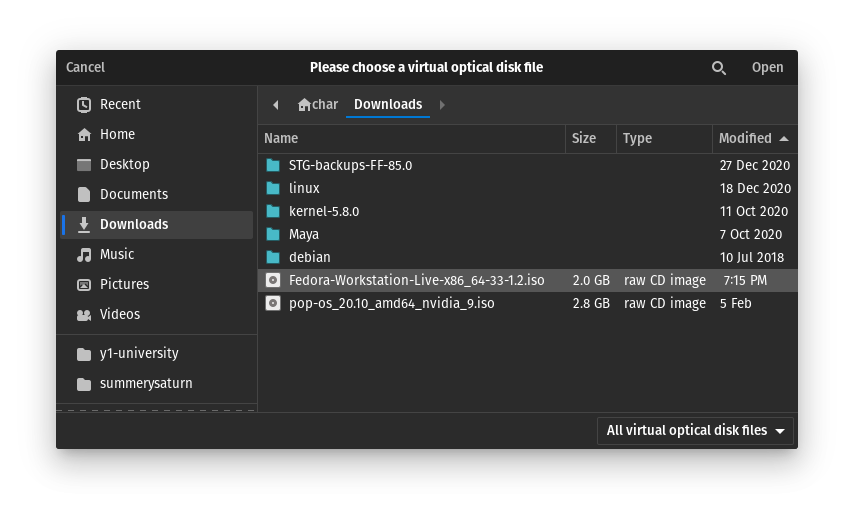 Cancel Please choose a virtual optical disk file Open
Recent
Home
Desktop
Documents
Downloads
Music
Pictures
Videos
y1-university
summerysaturn
char Downloads
Name Size Type Modified
STG-backups-FF-85.0 27 Dec 2020
linux 18 Dec 2020
kernel-5.8.0 11 Oct 2020
Maya 7 Oct 2020
debian 10 Jul 2018
Fedora-Workstation-Live-x86_64-33-1.2.iso 2.0 GB raw CD image 7:15 PM
pop-os_20.10_amd64_nvidia_9.iso 2.8 GB raw CD image 5 Feb
All virtual optical disk files